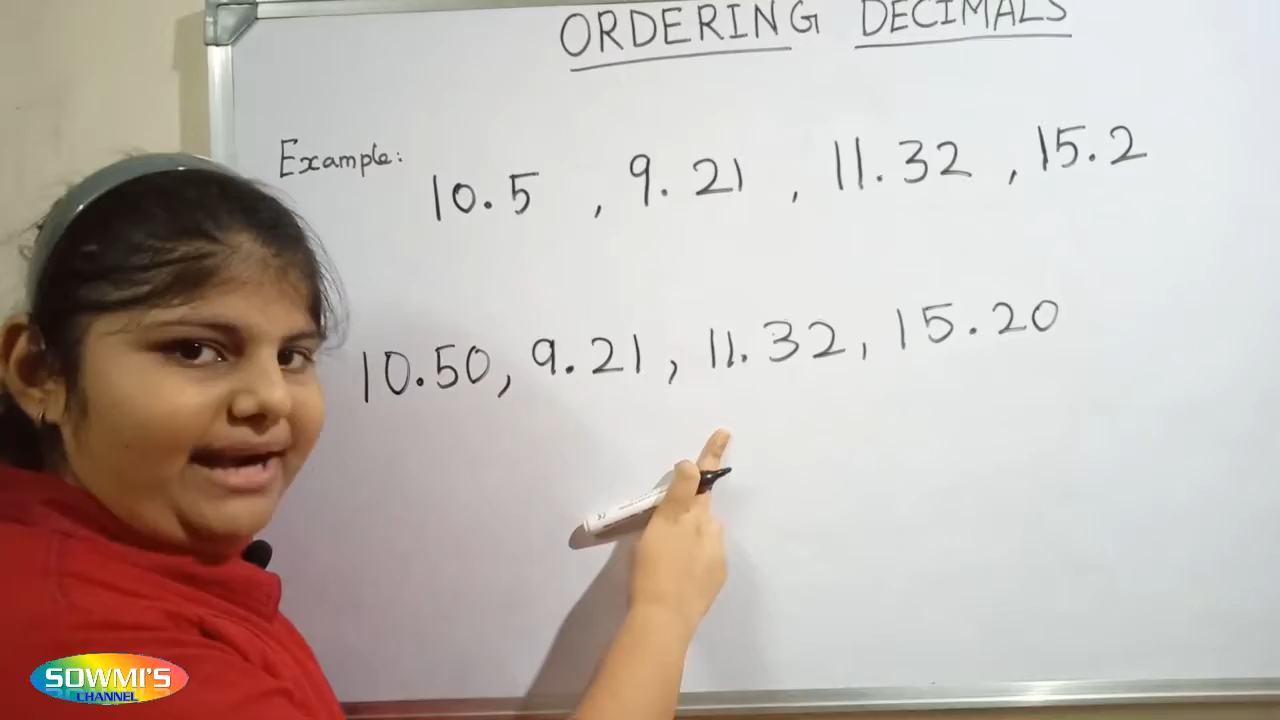 ORDERING DECIMALS
Example:
10.5 , 9.21 , 11.32 , 15.2
10.50, 9.21, 11.32, 15.20
SOWMI'S
CHANNEL